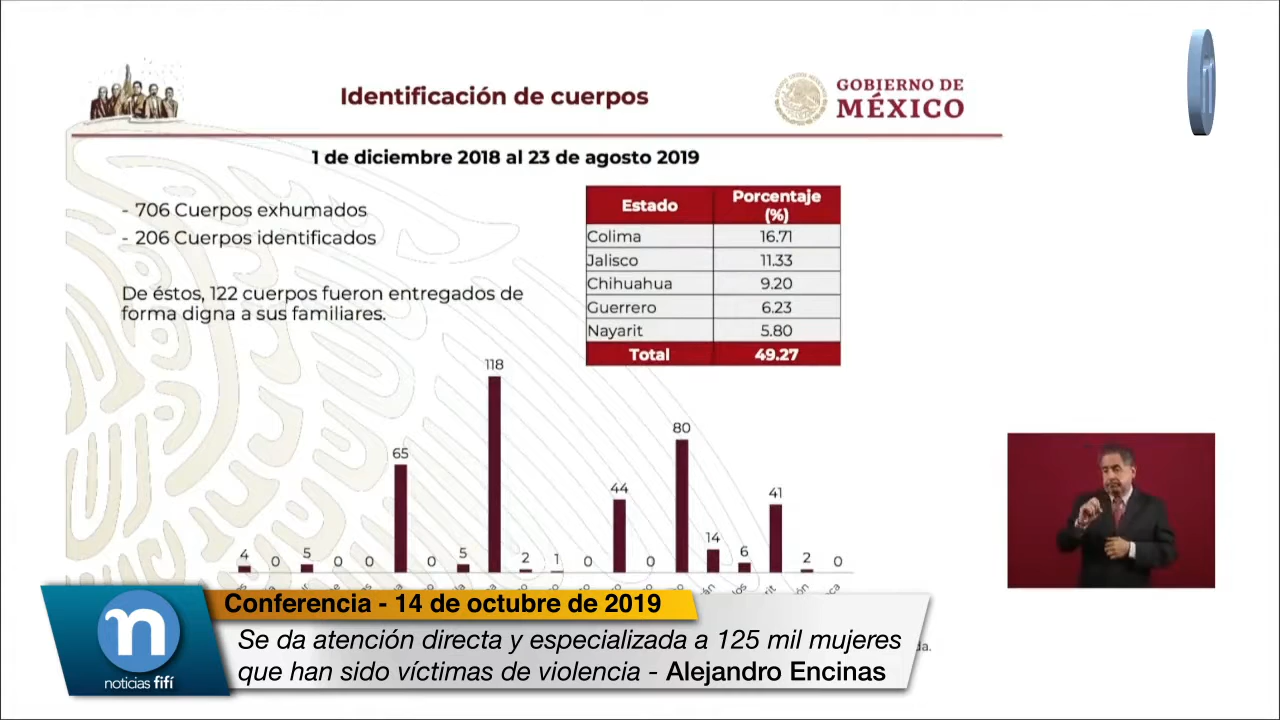 Identificación de cuerpos
GOBIERNO DE
MÉXICO
1 de diciembre 2018 al 23 de agosto 2019
- 706 Cuerpos exhumados
- 206 Cuerpos identificados
De éstos, 122 cuerpos fueron entregados de
forma digna a sus familiares.
Estado Porcentaje (%)
Colima 16.71
Jalisco 11.33
Chihuahua 9.20
Guerrero 6.23
Nayarit 5.80
Total 49.27
4 0 5 0 0 65 0 5 118 2 1 0 44 0 80 14 6 41 2 0
n
noticias fifí
Conferencia - 14 de octubre de 2019
Se da atención directa y especializada a 125 mil mujeres
que han sido víctimas de violencia - Alejandro Encinas